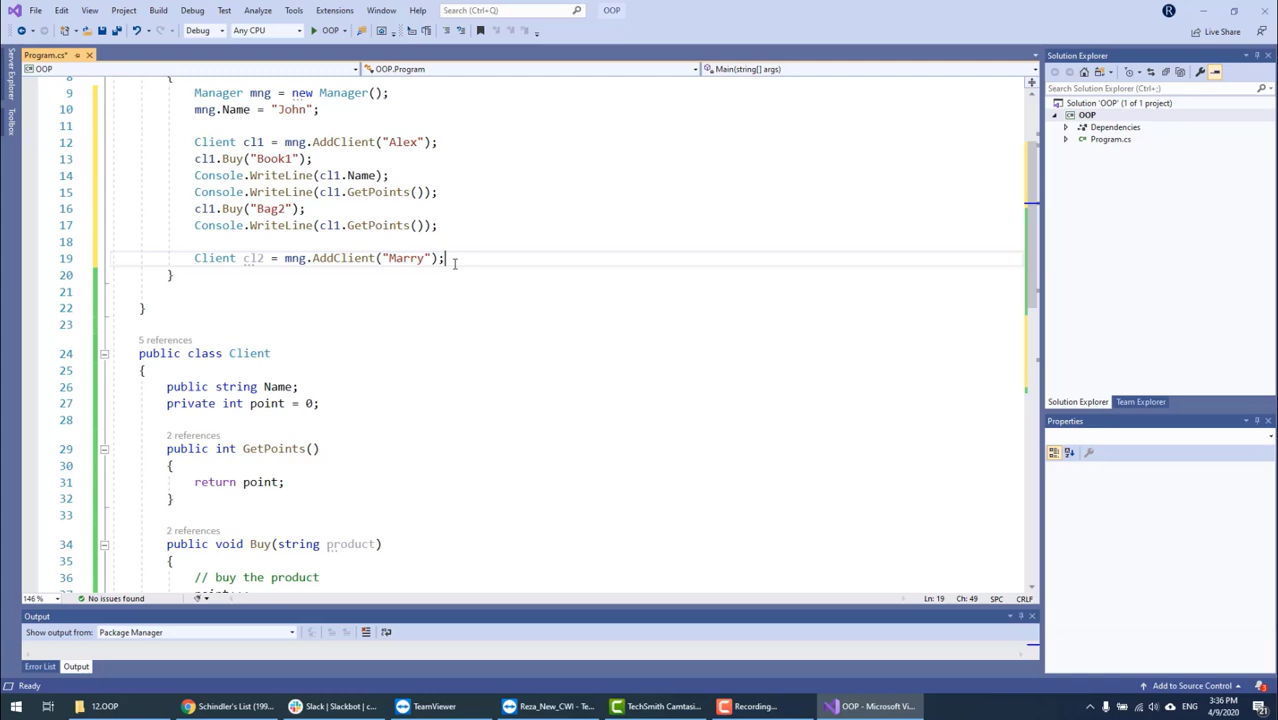 File Edit View Project Build Debug Test Analyze Tools Extensions Window Help Search (Ctrl+Q) OOP R
Debug Any CPU OOP Live Share
Program.cs*
OOP OOP.Program Main(string[] args)
Server Explorer
Toolbox
8 {
9 Manager mng = new Manager();
10 mng.Name = "John";
11
12 Client cl1 = mng.AddClient("Alex");
13 cl1.Buy("Book1");
14 Console.WriteLine(cl1.Name);
15 Console.WriteLine(cl1.GetPoints());
16 cl1.Buy("Bag2");
17 Console.WriteLine(cl1.GetPoints());
18
19 Client cl2 = mng.AddClient("Marry");
20 }
21
22 }
23
5 references
24 public class Client
25 {
26 public string Name;
27 private int point = 0;
28
2 references
29 public int GetPoints()
30 {
31 return point;
32 }
33
2 references
34 public void Buy(string product)
35 {
36 // buy the product
146 % No issues found Ln: 19 Ch: 49 SPC CRLF
Output
Show output from: Package Manager
Error List Output
Solution Explorer
Search Solution Explorer (Ctrl+;)
Solution 'OOP' (1 of 1 project)
OOP
Dependencies
Program.cs
Solution Explorer Team Explorer
Properties
Ready Add to Source Control 3
12.OOP Schindler's List (199... Slack | Slackbot | c... TeamViewer Reza_New_CWI - Te... TechSmith Camtasi... Recording... OOP - Microsoft Vi... ENG 3:36 PM 4/9/2020 21